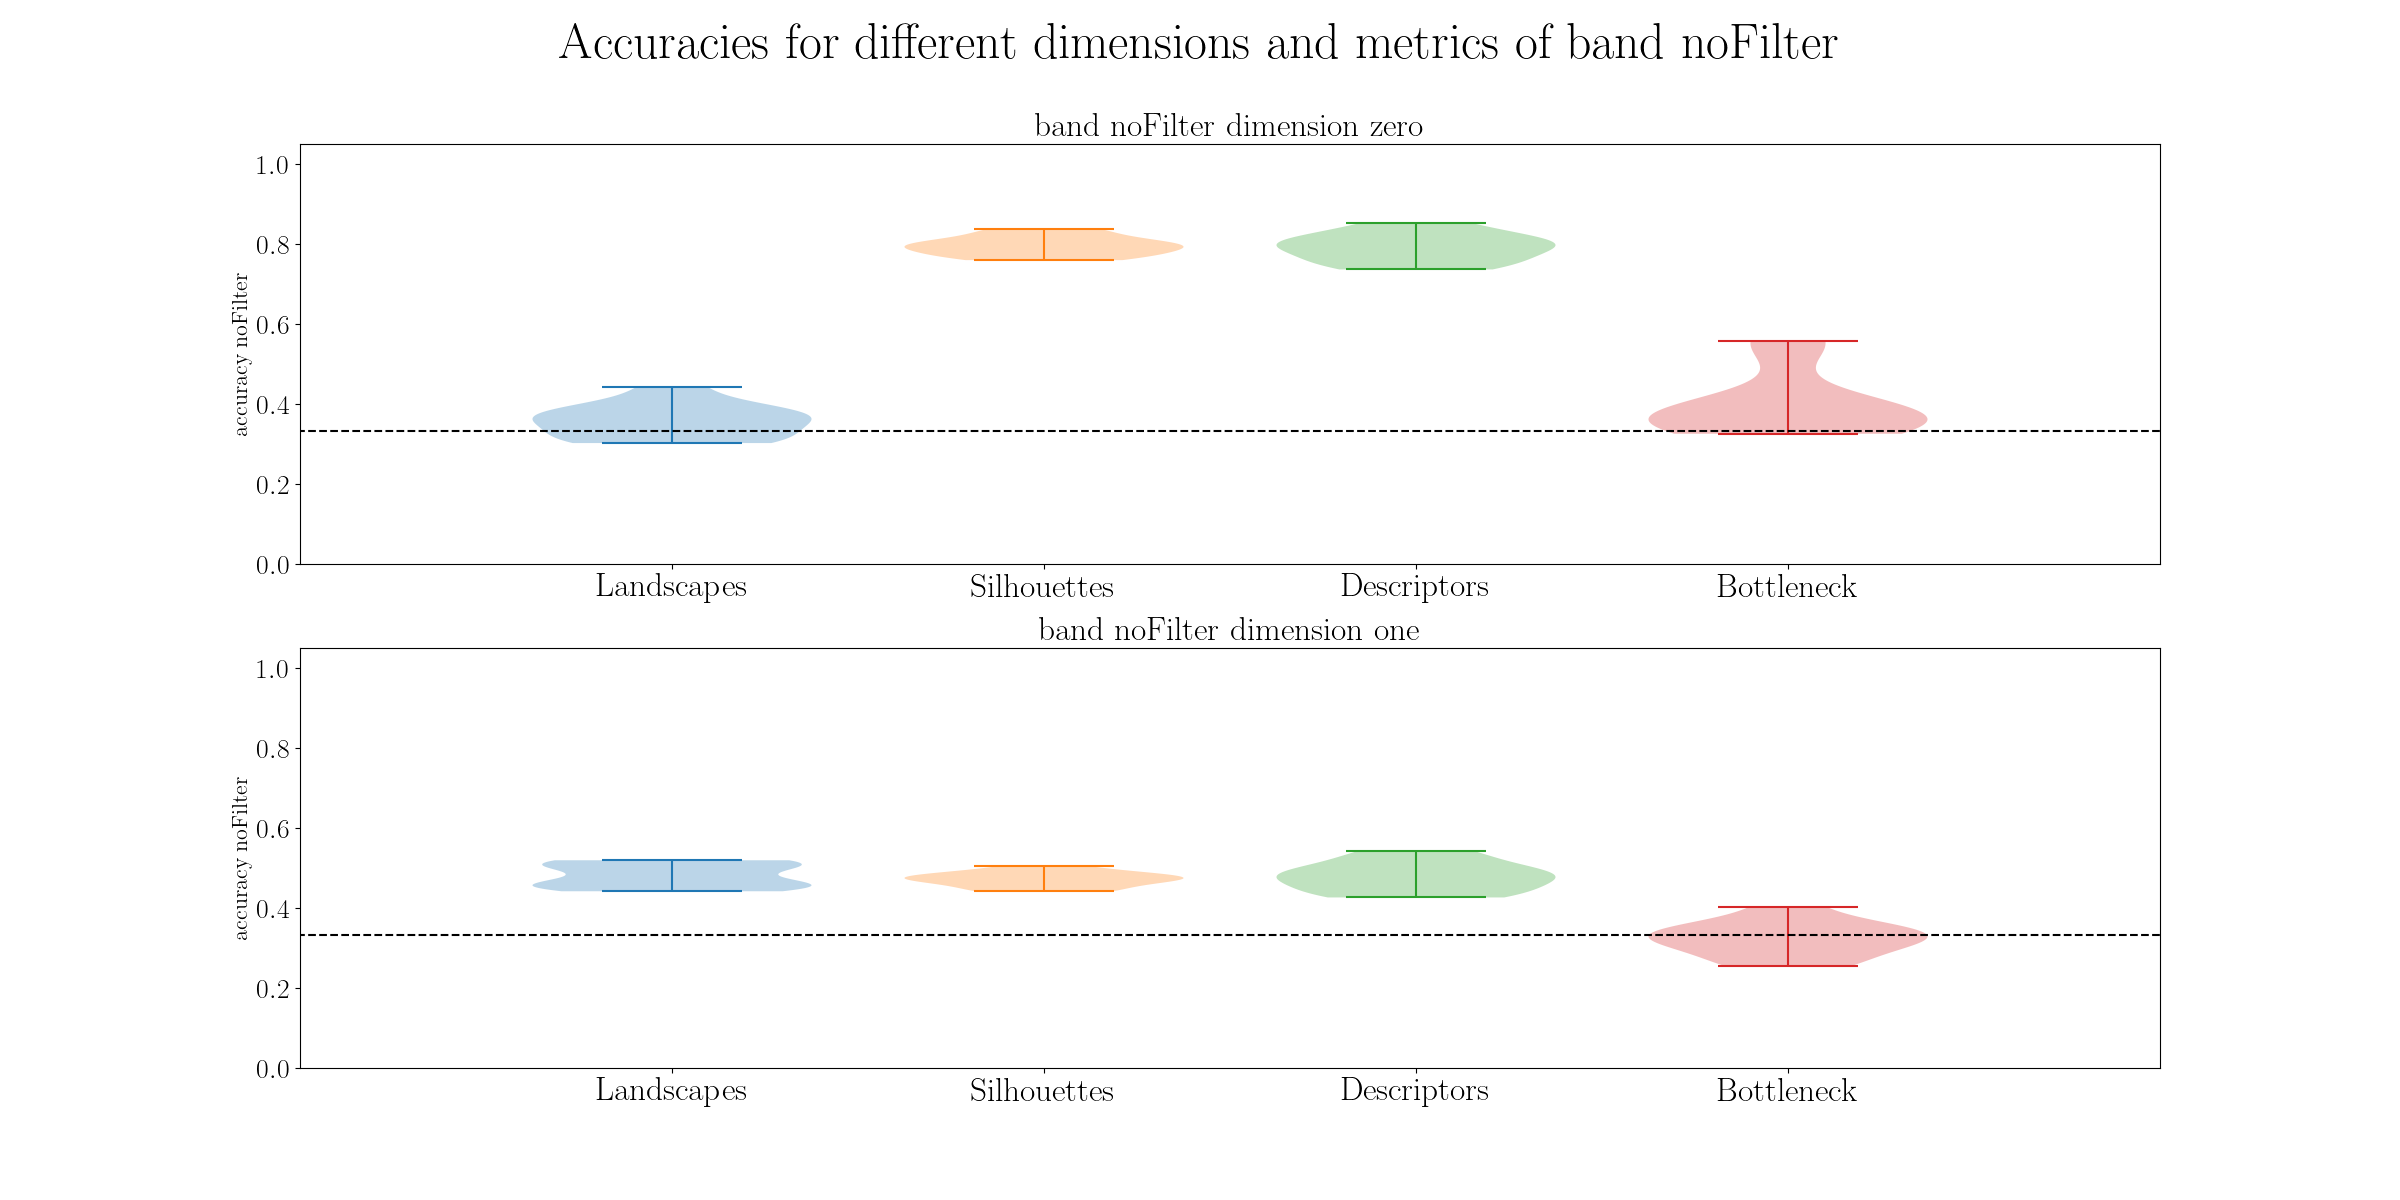 Accuracies for different dimensions and metrics of band noFilter
band noFilter dimension zero
accuracy noFilter
1.0
0.8
0.6
0.4
0.2
0.0
Landscapes Silhouettes Descriptors Bottleneck
band noFilter dimension one
accuracy noFilter
1.0
0.8
0.6
0.4
0.2
0.0
Landscapes Silhouettes Descriptors Bottleneck